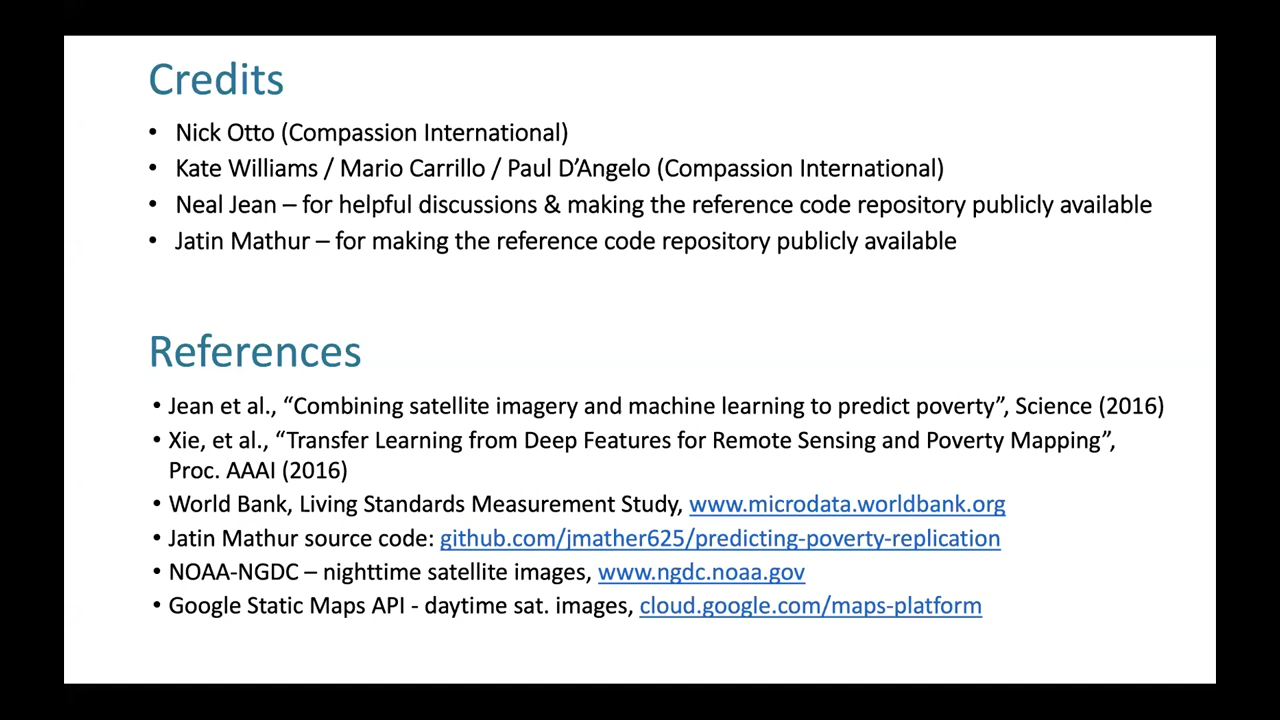 Credits
• Nick Otto (Compassion International)
• Kate Williams / Mario Carrillo / Paul D’Angelo (Compassion International)
• Neal Jean – for helpful discussions & making the reference code repository publicly available
• Jatin Mathur – for making the reference code repository publicly available
References
• Jean et al., “Combining satellite imagery and machine learning to predict poverty”, Science (2016)
• Xie, et al., “Transfer Learning from Deep Features for Remote Sensing and Poverty Mapping”,
Proc. AAAI (2016)
• World Bank, Living Standards Measurement Study, www.microdata.worldbank.org
• Jatin Mathur source code: github.com/jmather625/predicting-poverty-replication
• NOAA-NGDC – nighttime satellite images, www.ngdc.noaa.gov
• Google Static Maps API - daytime sat. images, cloud.google.com/maps-platform